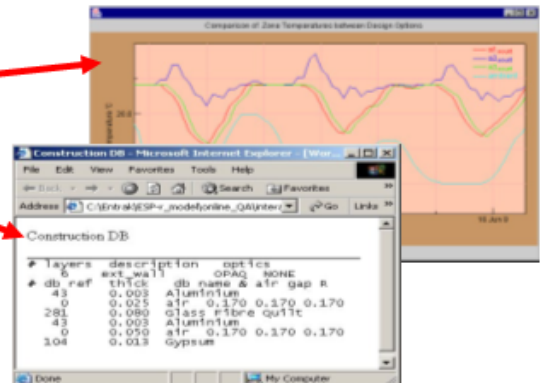 Comparison of Zone Temperatures between Design Options
20.0
Construction DB - Microsoft Internet Explorer - [Wor...
File Edit View Favorites Tools Help
Back Search Favorites
Address C:\Entrak\ESP-r_model\online_QA\interc Go Links
Construction DB
# layers description optics
6 ext_wall OPAQ NONE
# db ref thick db name & air gap R
43 0.003 Aluminium
0 0.025 air 0.170 0.170 0.170
281 0.080 Glass Fibre Quilt
43 0.003 Aluminium
0 0.050 air 0.170 0.170 0.170
104 0.013 Gypsum
Done My Computer